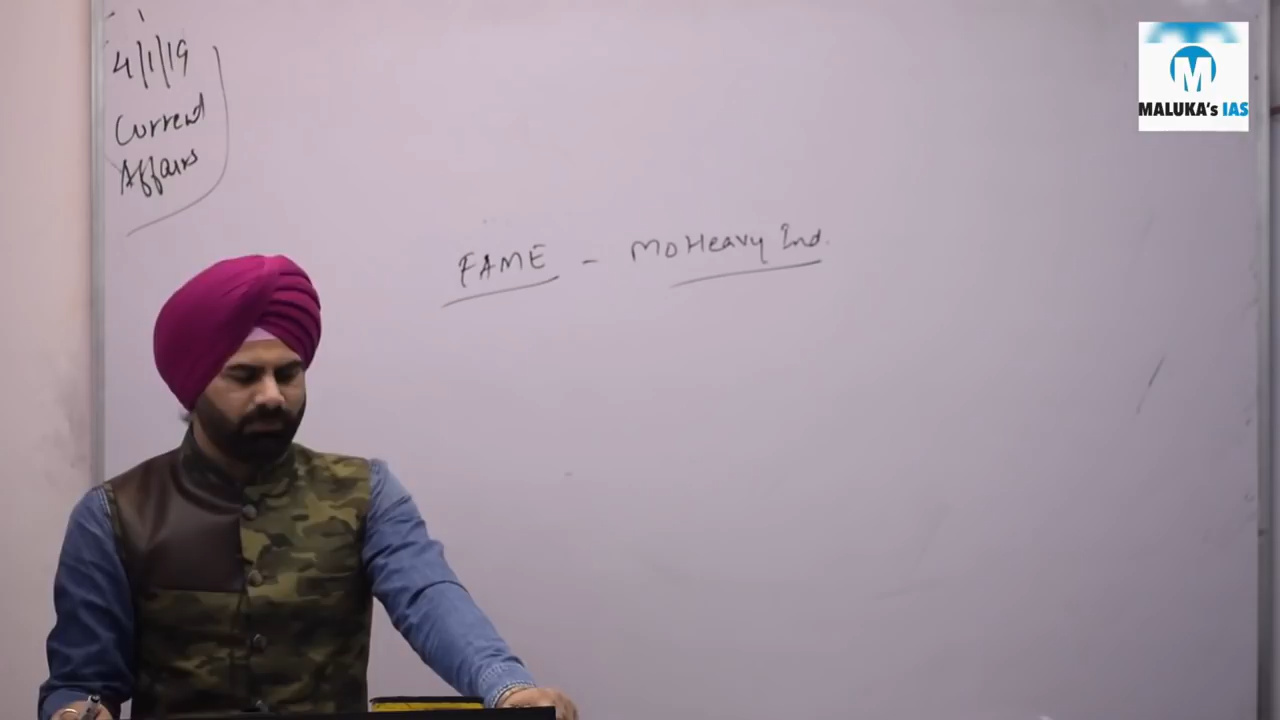 4/1/19
Current
Affairs
FAME - MoHeavy Ind.
M
MALUKA's IAS